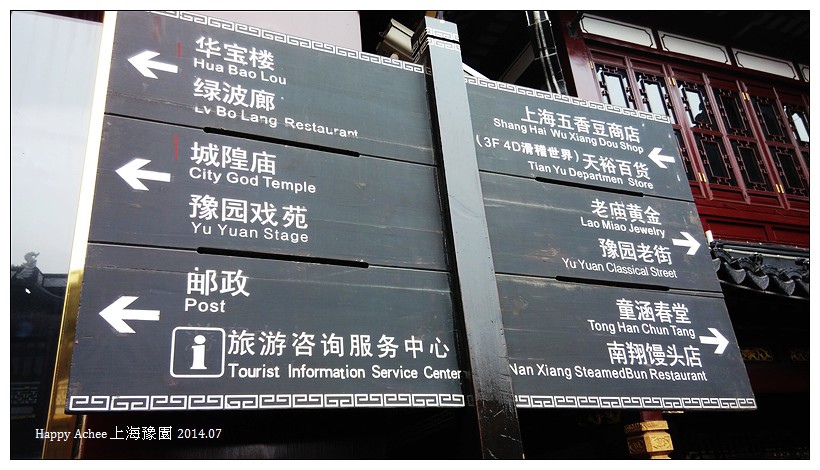 华宝楼
Hua Bao Lou
绿波廊
Lv Bo Lang Restaurant
城隍庙
City God Temple
豫园戏苑
Yu Yuan Stage
邮政
Post
i 旅游咨询服务中心
Tourist Information Service Center
上海五香豆商店
Shang Hai Wu Xiang Dou Shop
(3F 4D滑稽世界)天裕百货
Tian Yu Departmen Store
老庙黄金
Lao Miao Jewelry
豫园老街
Yu Yuan Classical Street
童涵春堂
Tong Han Chun Tang
南翔馒头店
Nan Xiang SteamedBun Restaurant
Happy Achee 上海豫園 2014.07